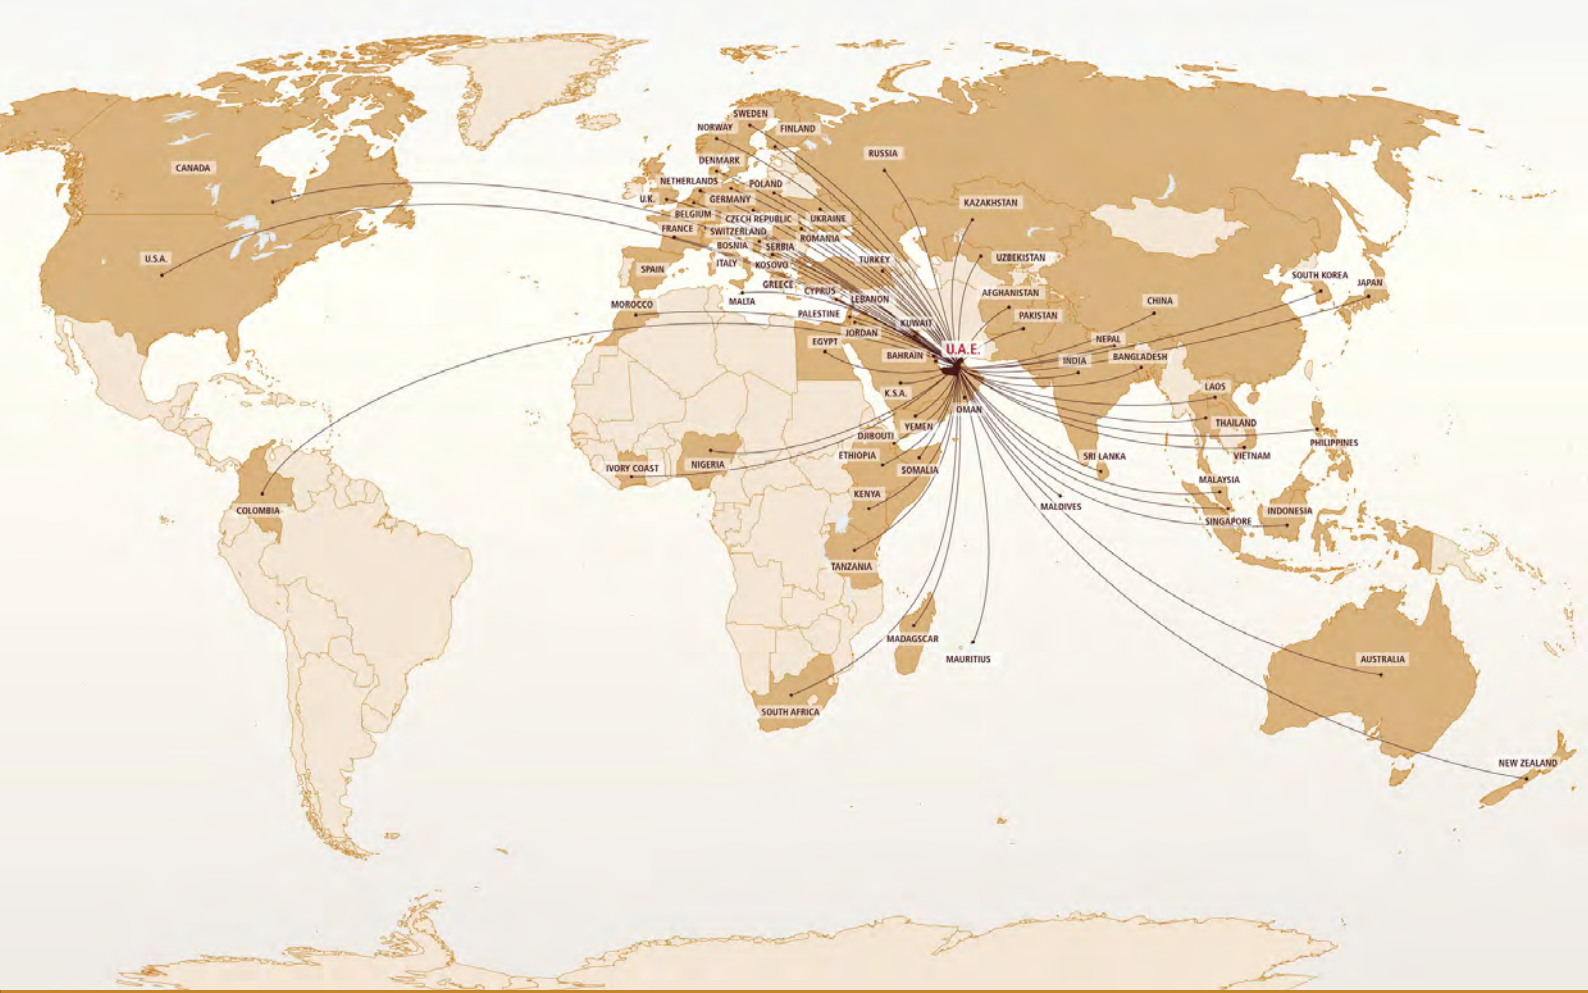 SWEDEN
NORWAY
FINLAND
RUSSIA
DENMARK
CANADA
NETHERLANDS
POLAND
U.K.
GERMANY
KAZAKHSTAN
BELGIUM
CZECH REPUBLIC
UKRAINE
FRANCE
SWITZERLAND
ROMANIA
BOSNIA
SERBIA
U.S.A.
TURKEY
UZBEKISTAN
ITALY
KOSOVO
SPAIN
SOUTH KOREA
JAPAN
GREECE
CYPRUS
AFGHANISTAN
MALTA
LEBANON
CHINA
MOROCCO
PALESTINE
PAKISTAN
KUWAIT
JORDAN
EGYPT
NEPAL
U.A.E.
BAHRAIN
INDIA
BANGLADESH
K.S.A.
LAOS
OMAN
YEMEN
THAILAND
DJIBOUTI
PHILIPPINES
ETHIOPIA
SRI LANKA
VIETNAM
IVORY COAST
NIGERIA
SOMALIA
MALAYSIA
KENYA
MALDIVES
COLOMBIA
INDONESIA
SINGAPORE
TANZANIA
MADAGSCAR
MAURITIUS
AUSTRALIA
SOUTH AFRICA
NEW ZEALAND